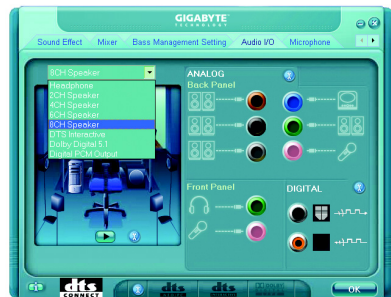 GIGABYTE
TECHNOLOGY
Sound Effect Mixer Bass Management Setting Audio I/O Microphone
8CH Speaker
Headphone
2CH Speaker
4CH Speaker
6CH Speaker
8CH Speaker
DTS Interactive
Dolby Digital 5.1
Digital PCM Output
ANALOG
Back Panel
Front Panel
DIGITAL
dts
CONNECT
dts
dts
OK